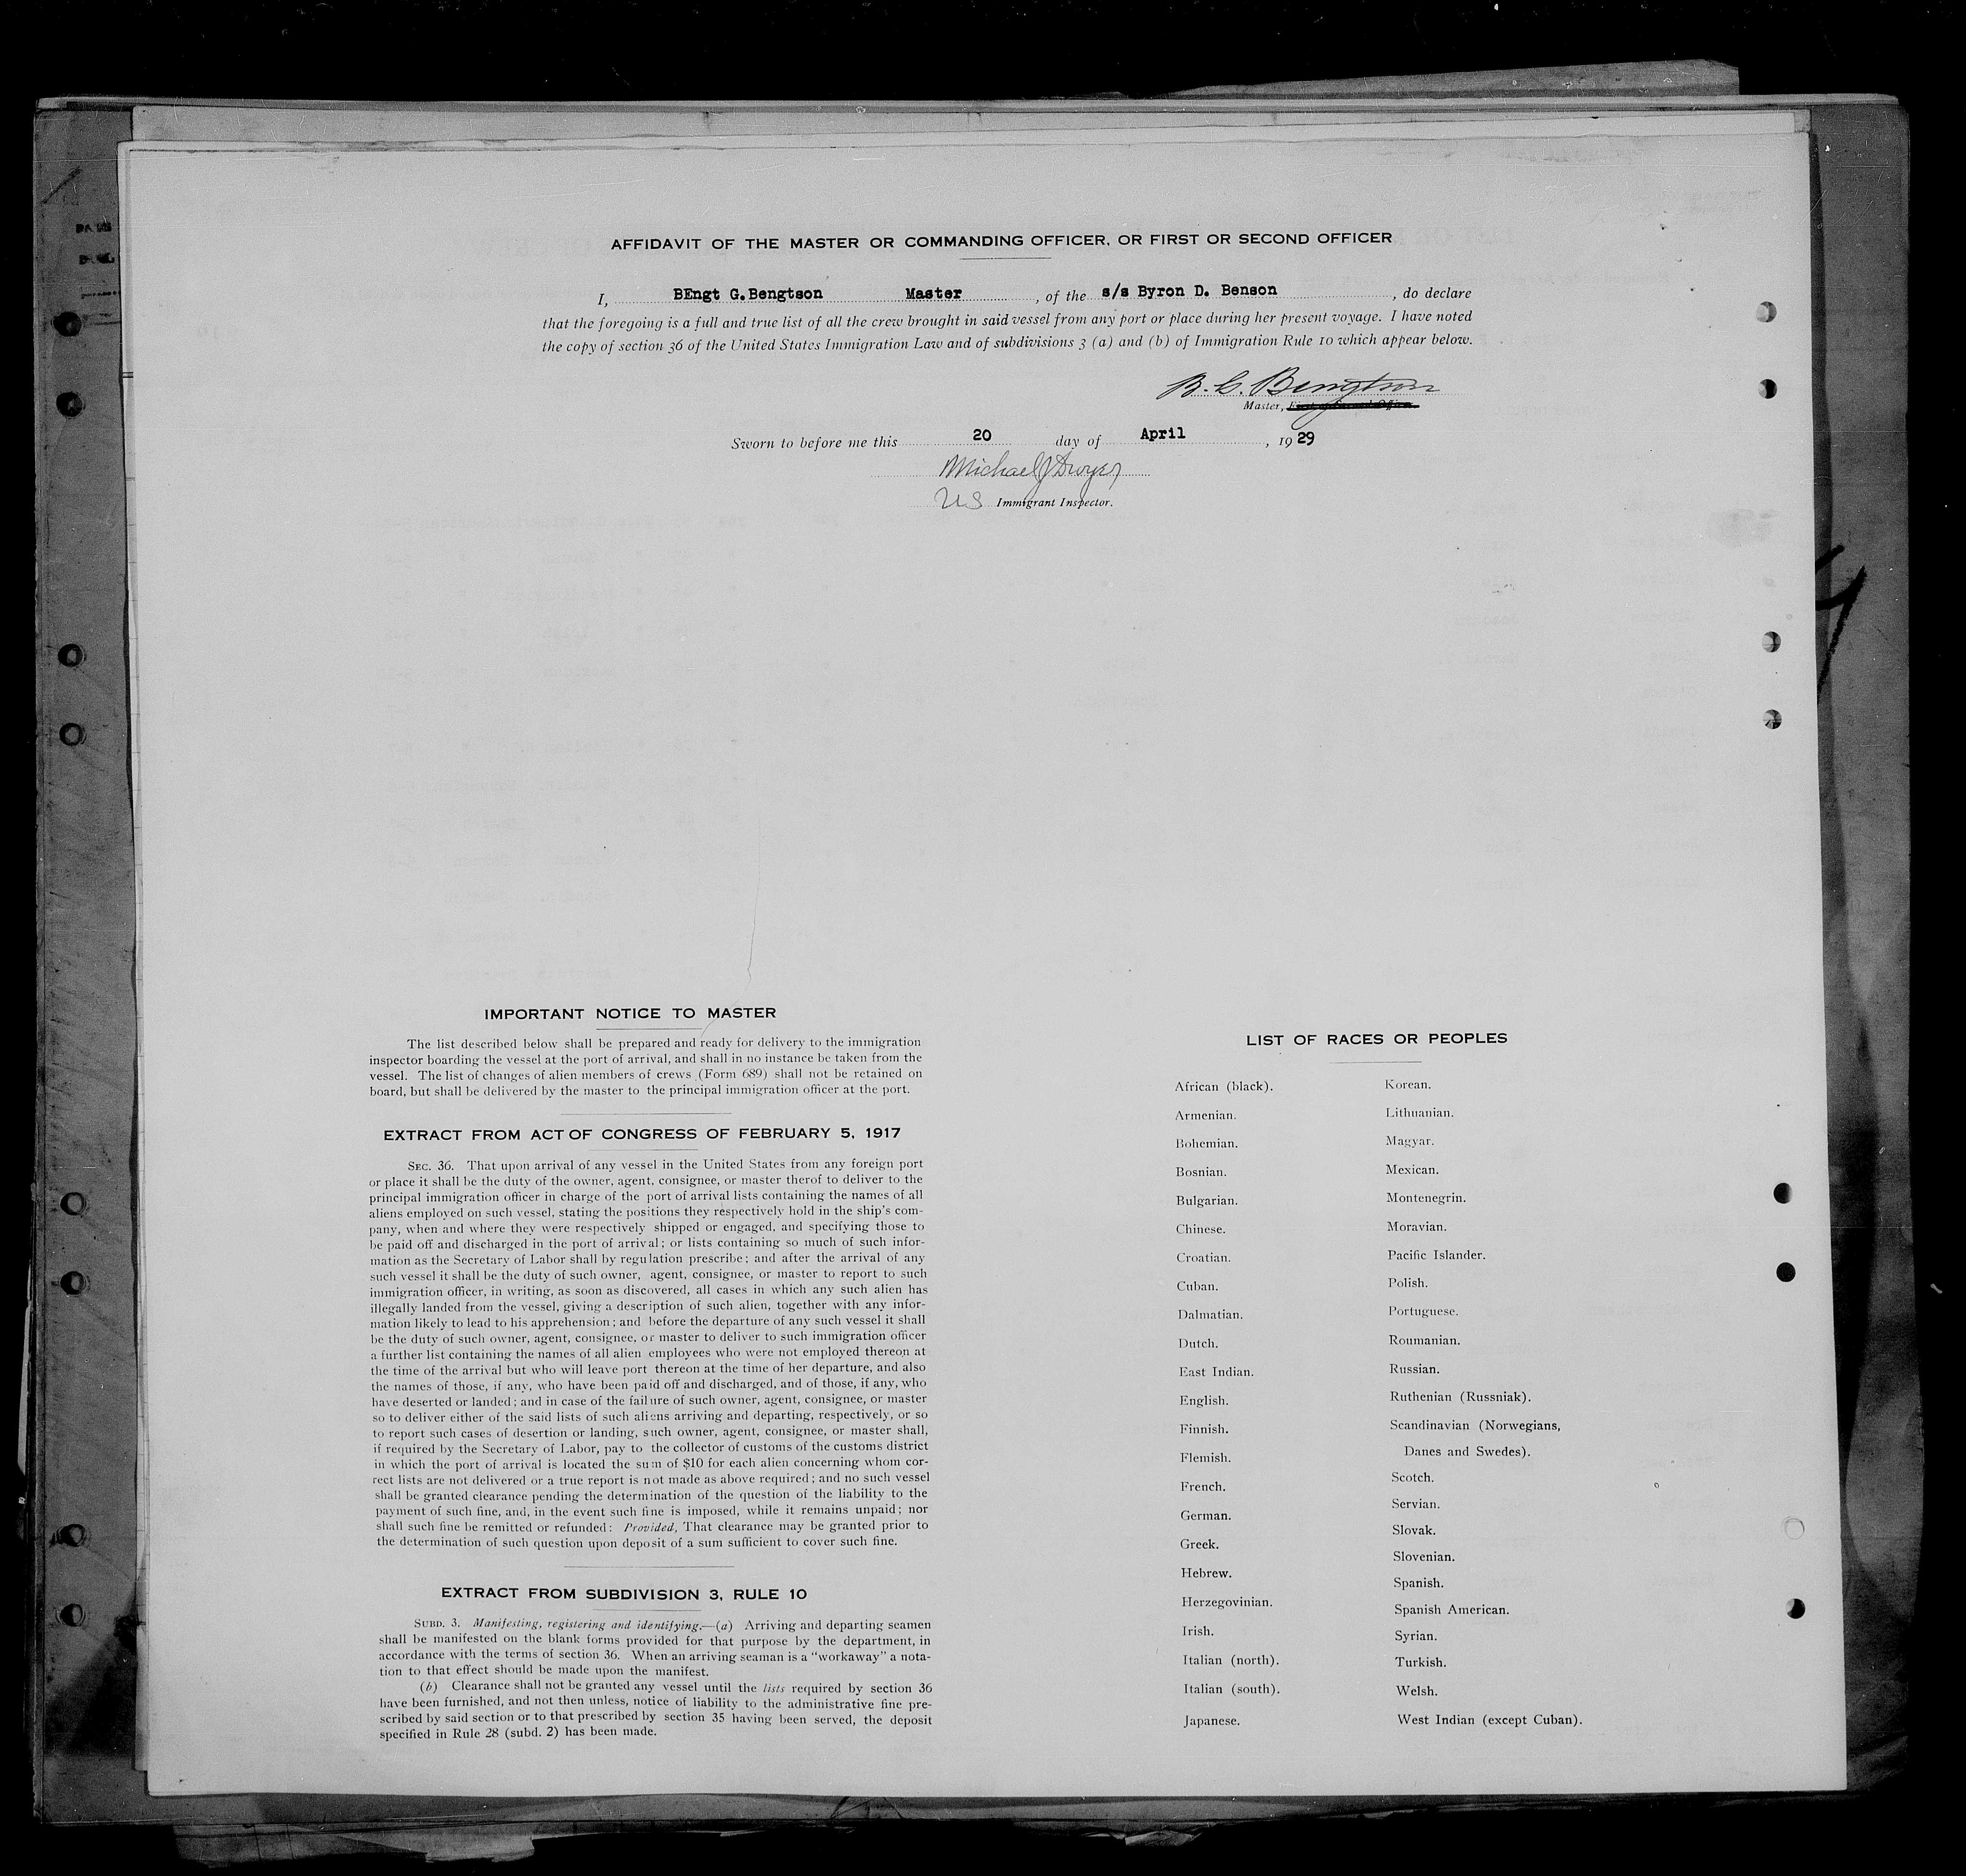 AFFIDAVIT OF THE MASTER OR COMMANDING OFFICER, OR FIRST OR SECOND OFFICER
I, BEngt G.Bengtson Master, of the s/s Byron D. Benson, do declare
that the foregoing is a full and true list of all the crew brought in said vessel from any port or place during her present voyage. I have noted
the copy of section 36 of the United States Immigration Law and of subdivisions 3 (a) and (b) of Immigration Rule 10 which appear below.
B. G. Bengtson
Master, First or Second Officer.
Sworn to before me this 20 day of April, 1929
Michael J Dwyer
US Immigrant Inspector.
IMPORTANT NOTICE TO MASTER
The list described below shall be prepared and ready for delivery to the immigration
inspector boarding the vessel at the port of arrival, and shall in no instance be taken from the
vessel. The list of changes of alien members of crews (Form 689) shall not be retained on
board, but shall be delivered by the master to the principal immigration officer at the port.
EXTRACT FROM ACT OF CONGRESS OF FEBRUARY 5, 1917
SEC. 36. That upon arrival of any vessel in the United States from any foreign port
or place it shall be the duty of the owner, agent, consignee, or master therof to deliver to the
principal immigration officer in charge of the port of arrival lists containing the names of all
aliens employed on such vessel, stating the positions they respectively hold in the ship's com-
pany, when and where they were respectively shipped or engaged, and specifying those to
be paid off and discharged in the port of arrival; or lists containing so much of such infor-
mation as the Secretary of Labor shall by regulation prescribe; and after the arrival of any
such vessel it shall be the duty of such owner, agent, consignee, or master to report to such
immigration officer, in writing, as soon as discovered, all cases in which any such alien has
illegally landed from the vessel, giving a description of such alien, together with any infor-
mation likely to lead to his apprehension; and before the departure of any such vessel it shall
be the duty of such owner, agent, consignee, or master to deliver to such immigration officer
a further list containing the names of all alien employees who were not employed thereon at
the time of the arrival but who will leave port thereon at the time of her departure, and also
the names of those, if any, who have been paid off and discharged, and of those, if any, who
have deserted or landed; and in case of the failure of such owner, agent, consignee, or master
so to deliver either of the said lists of such aliens arriving and departing, respectively, or so
to report such cases of desertion or landing, such owner, agent, consignee, or master shall,
if required by the Secretary of Labor, pay to the collector of customs of the customs district
in which the port of arrival is located the sum of $10 for each alien concerning whom cor-
rect lists are not delivered or a true report is not made as above required; and no such vessel
shall be granted clearance pending the determination of the question of the liability to the
payment of such fine, and, in the event such fine is imposed, while it remains unpaid; nor
shall such fine be remitted or refunded: Provided, That clearance may be granted prior to
the determination of such question upon deposit of a sum sufficient to cover such fine.
EXTRACT FROM SUBDIVISION 3, RULE 10
SUBD. 3. Manifesting, registering and identifying.—(a) Arriving and departing seamen
shall be manifested on the blank forms provided for that purpose by the department, in
accordance with the terms of section 36. When an arriving seaman is a "workaway" a nota-
tion to that effect should be made upon the manifest.
(b) Clearance shall not be granted any vessel until the lists required by section 36
have been furnished, and not then unless, notice of liability to the administrative fine pre-
scribed by said section or to that prescribed by section 35 having been served, the deposit
specified in Rule 28 (subd. 2) has been made.
LIST OF RACES OR PEOPLES
African (black).
Armenian.
Bohemian.
Bosnian.
Bulgarian.
Chinese.
Croatian.
Cuban.
Dalmatian.
Dutch.
East Indian.
English.
Finnish.
Flemish.
French.
German.
Greek.
Hebrew.
Herzegovinian.
Irish.
Italian (north).
Italian (south).
Japanese.
Korean.
Lithuanian.
Magyar.
Mexican.
Montenegrin.
Moravian.
Pacific Islander.
Polish.
Portuguese.
Roumanian.
Russian.
Ruthenian (Russniak).
Scandinavian (Norwegians,
Danes and Swedes).
Scotch.
Servian.
Slovak.
Slovenian.
Spanish.
Spanish American.
Syrian.
Turkish.
Welsh.
West Indian (except Cuban).